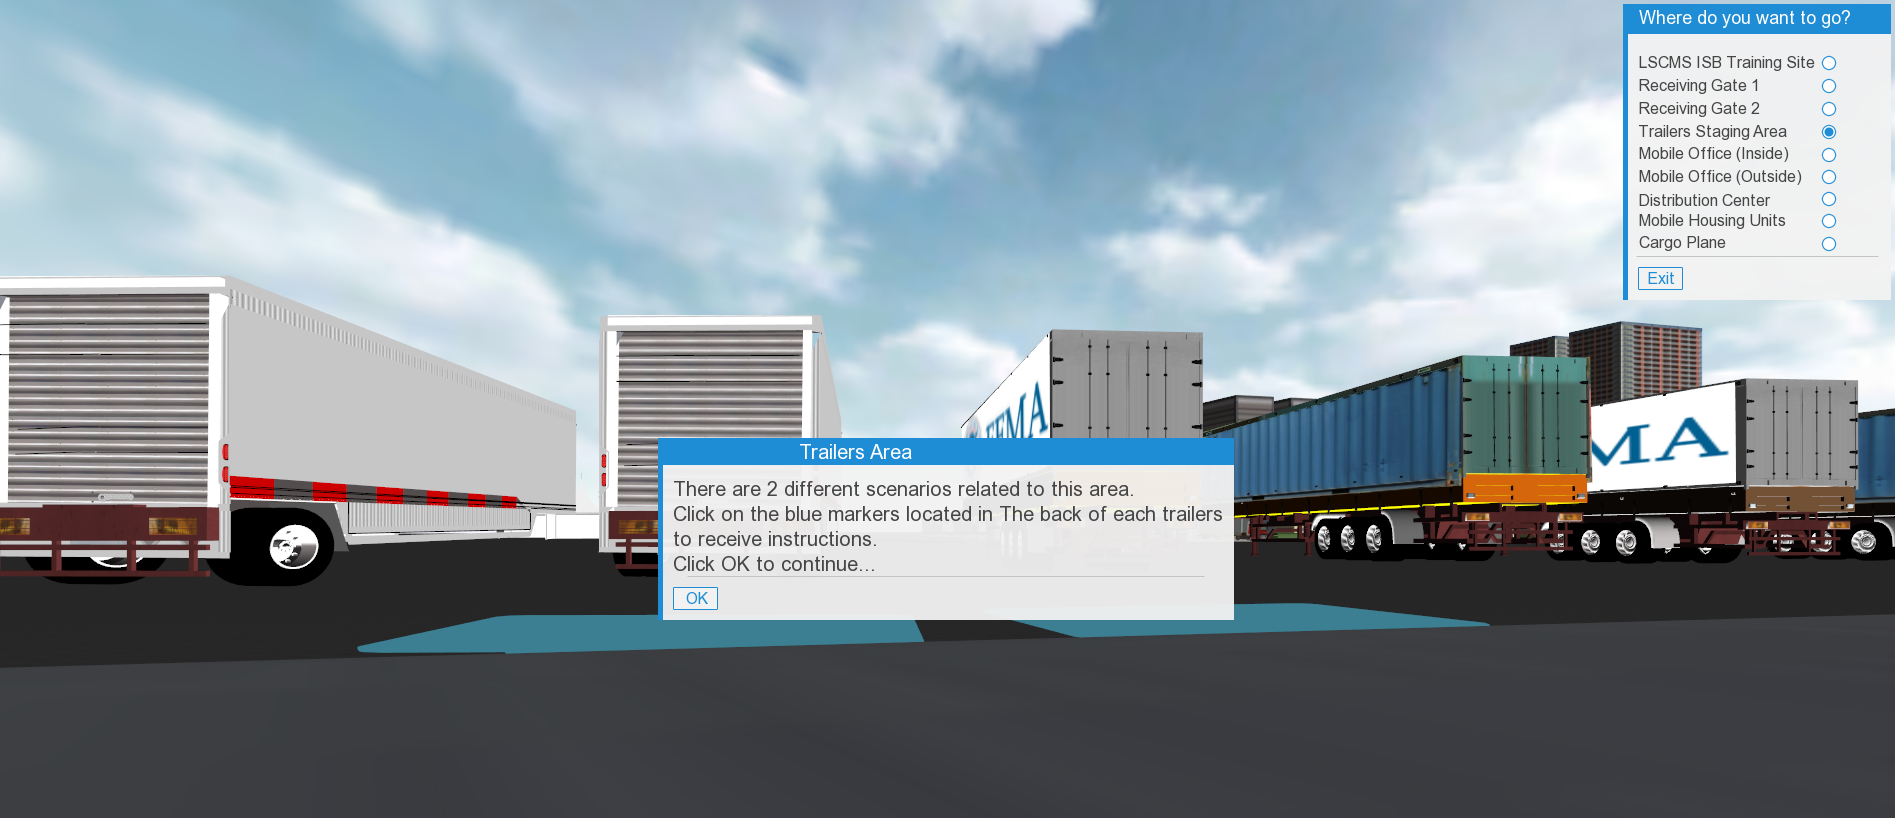 Where do you want to go?
LSCMS ISB Training Site
Receiving Gate 1
Receiving Gate 2
Trailers Staging Area
Mobile Office (Inside)
Mobile Office (Outside)
Distribution Center
Mobile Housing Units
Cargo Plane
Exit
FEMA
MA
Trailers Area
There are 2 different scenarios related to this area.
Click on the blue markers located in The back of each trailers
to receive instructions.
Click OK to continue...
OK